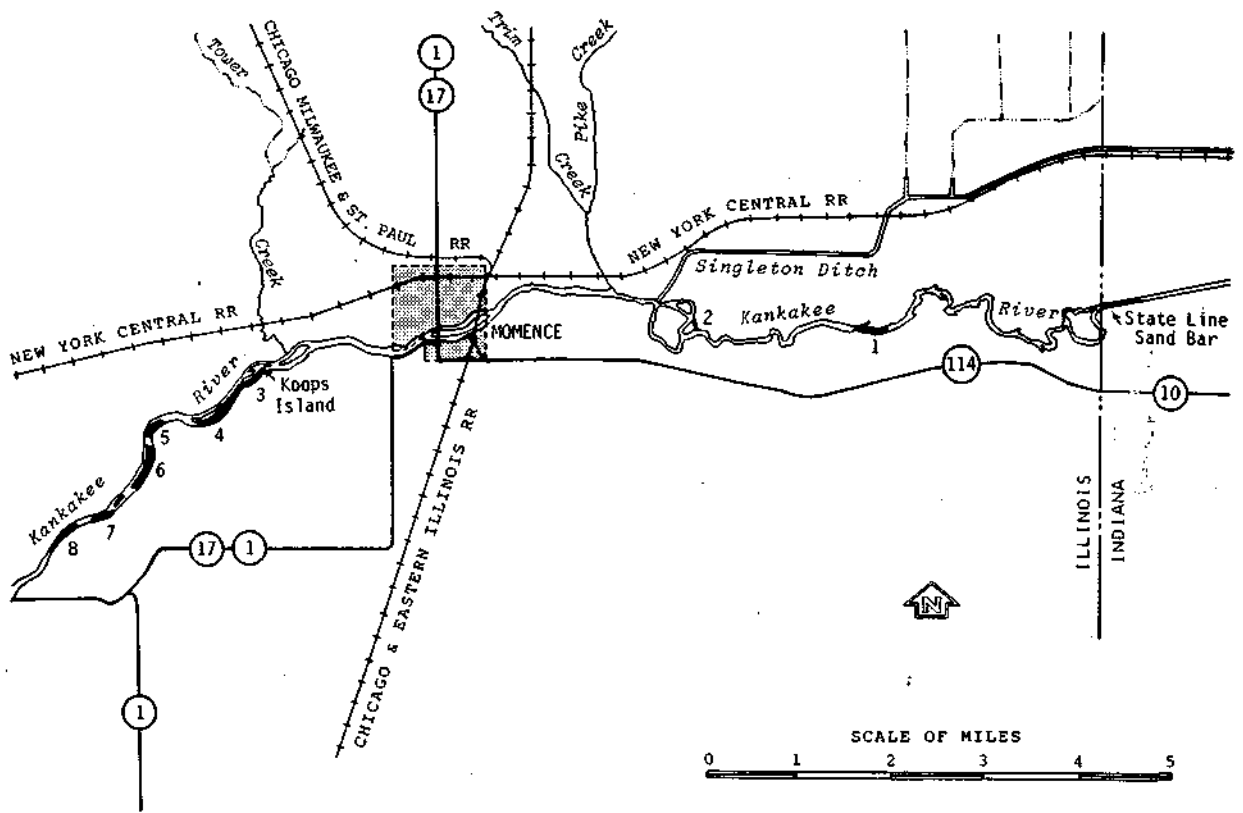 Tower
Creek
CHICAGO MILWAUKEE & ST. PAUL RR
1
17
Trim
Creek
Pike
Creek
NEW YORK CENTRAL RR
Singleton Ditch
NEW YORK CENTRAL RR
MOMENCE
2
Kankakee
River
1
State Line
Sand Bar
114
10
River
3
Koops
Island
5
4
6
Kankakee
7
8
17
1
CHICAGO & EASTERN ILLINOIS RR
ILLINOIS
INDIANA
N
1
SCALE OF MILES
0 1 2 3 4 5